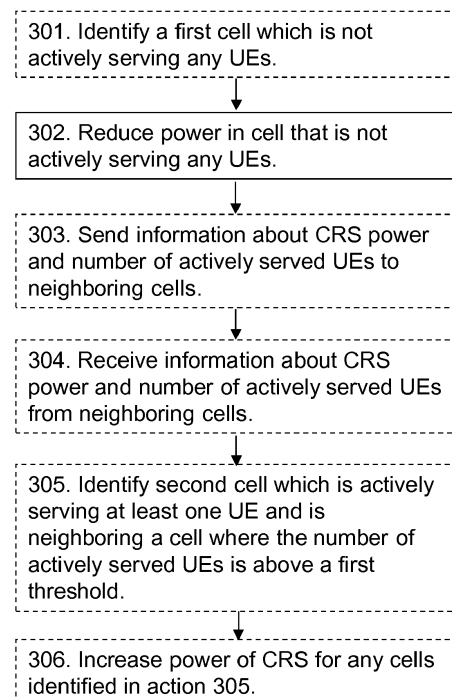 301. Identify a first cell which is not
actively serving any UEs.
302. Reduce power in cell that is not
actively serving any UEs.
303. Send information about CRS power
and number of actively served UEs to
neighboring cells.
304. Receive information about CRS
power and number of actively served UEs
from neighboring cells.
305. Identify second cell which is actively
serving at least one UE and is
neighboring a cell where the number of
actively served UEs is above a first
threshold.
306. Increase power of CRS for any cells
identified in action 305.